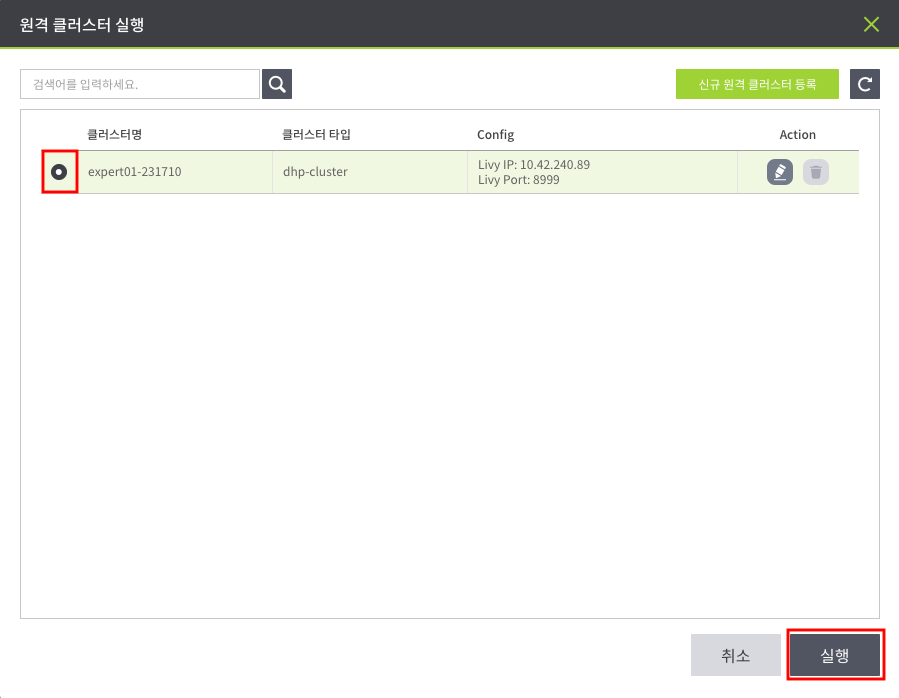 원격 클러스터 실행
검색어를 입력하세요.
신규 원격 클러스터 등록
클러스터명 클러스터 타입 Config Action
expert01-231710 dhp-cluster Livy IP: 10.42.240.89
Livy Port: 8999
취소 실행